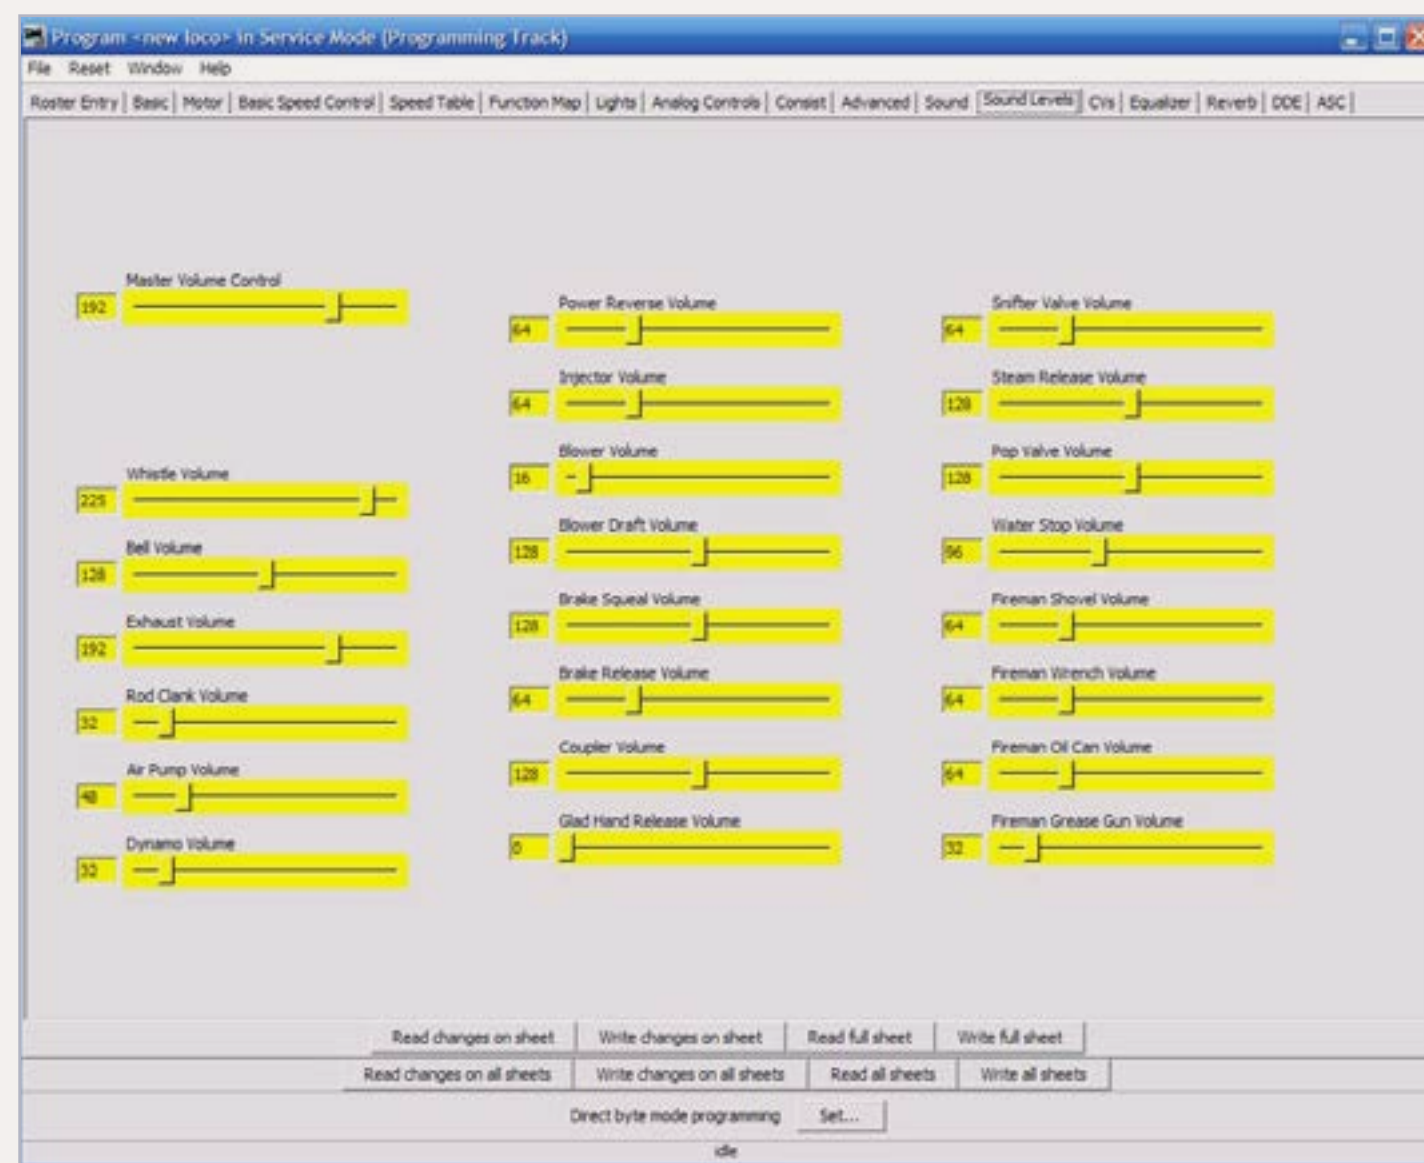 Program <new loco> in Service Mode (Programming Track)
File Reset Window Help
Roster Entry Basic Motor Basic Speed Control Speed Table Function Map Lights Analog Controls Consist Advanced Sound Sound Levels CVs Equalizer Reverb DDE ASC
Master Volume Control
192
Whistle Volume
225
Bell Volume
128
Exhaust Volume
192
Rod Clank Volume
32
Air Pump Volume
48
Dynamo Volume
32
Power Reverse Volume
64
Injector Volume
64
Blower Volume
16
Blower Draft Volume
128
Brake Squeal Volume
128
Brake Release Volume
64
Coupler Volume
128
Glad Hand Release Volume
0
Snifter Valve Volume
64
Steam Release Volume
128
Pop Valve Volume
128
Water Stop Volume
96
Fireman Shovel Volume
64
Fireman Wrench Volume
64
Fireman Oil Can Volume
64
Fireman Grease Gun Volume
32
Read changes on sheet Write changes on sheet Read full sheet Write full sheet
Read changes on all sheets Write changes on all sheets Read all sheets Write all sheets
Direct byte mode programming Set...
idle